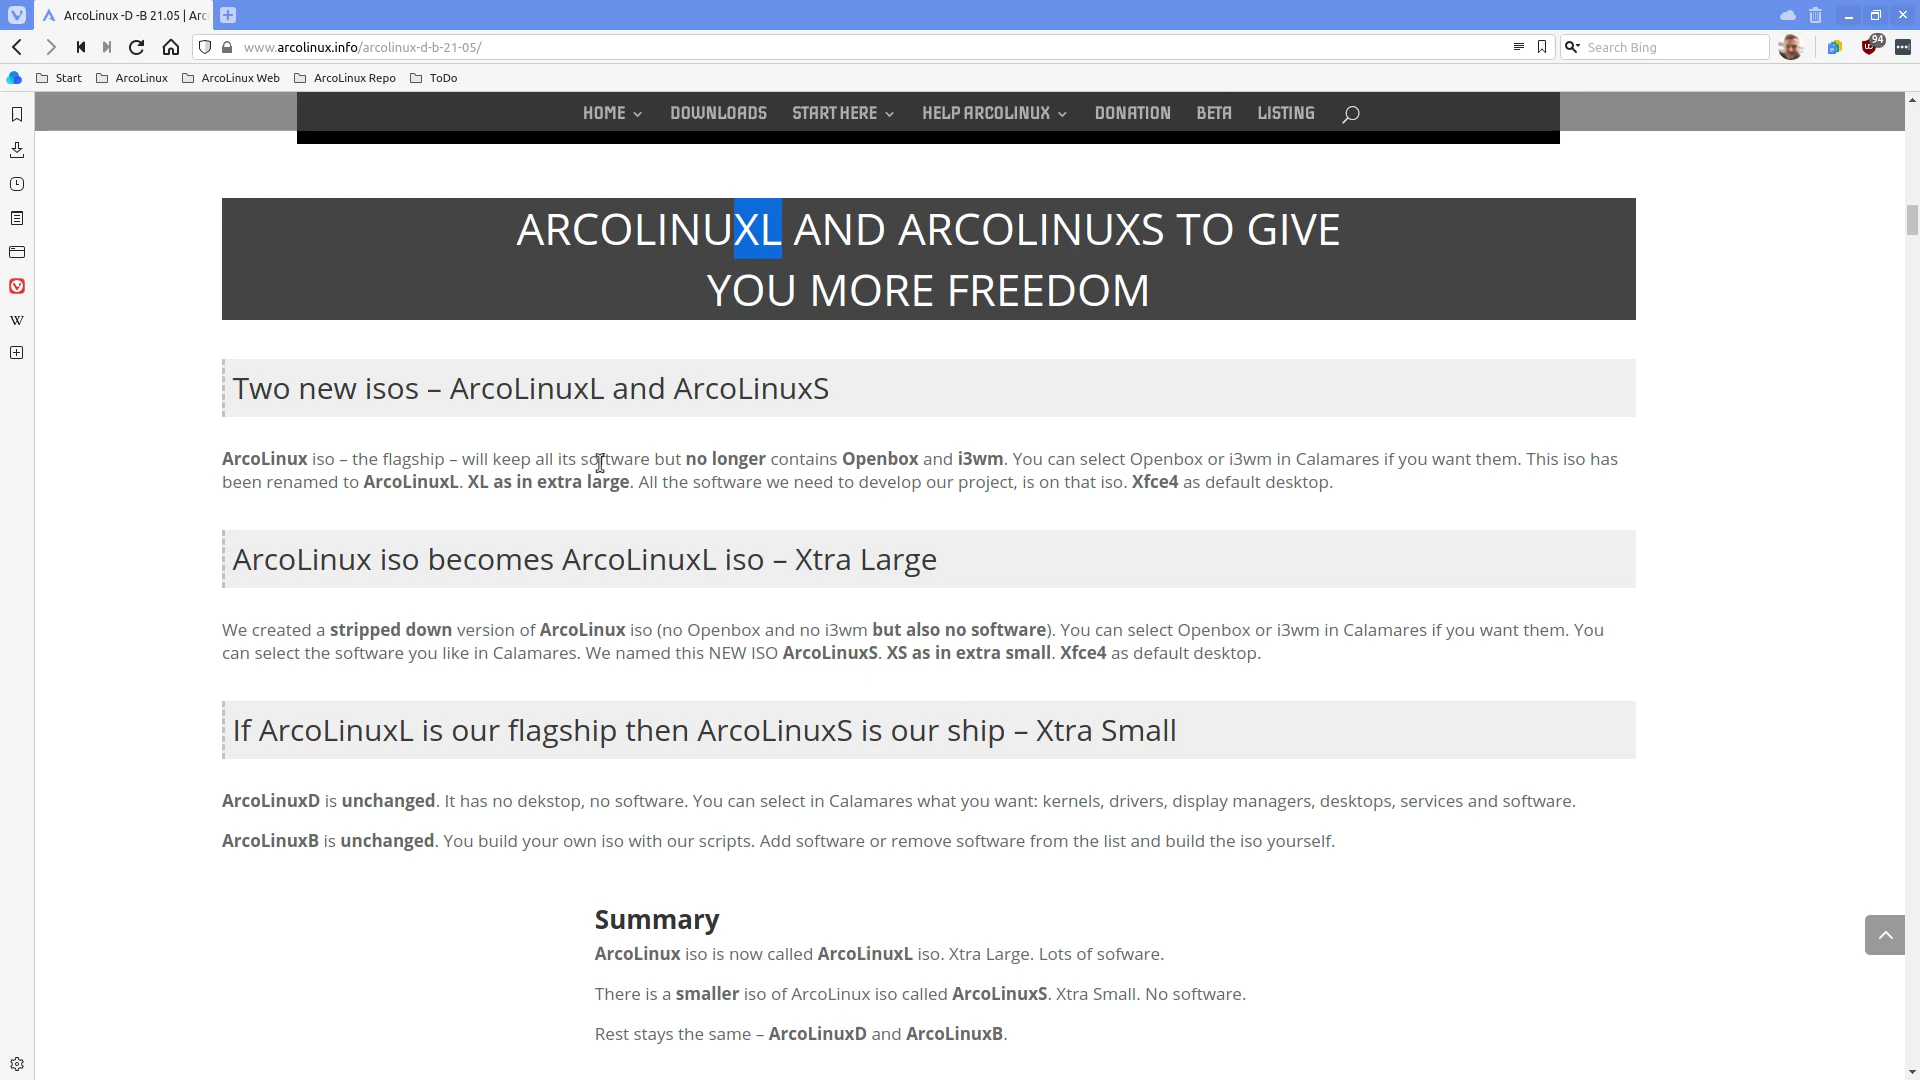 ArcoLinux -D -B 21.05 | Arc
www.arcolinux.info/arcolinux-d-b-21-05/
Search Bing
94
Start
ArcoLinux
ArcoLinux Web
ArcoLinux Repo
ToDo
HOME
DOWNLOADS
START HERE
HELP ARCOLINUX
DONATION
BETA
LISTING
ARCOLINUXL AND ARCOLINUXS TO GIVE
YOU MORE FREEDOM
Two new isos – ArcoLinuxL and ArcoLinuxS
ArcoLinux iso – the flagship – will keep all its software but no longer contains Openbox and i3wm. You can select Openbox or i3wm in Calamares if you want them. This iso has
been renamed to ArcoLinuxL. XL as in extra large. All the software we need to develop our project, is on that iso. Xfce4 as default desktop.
ArcoLinux iso becomes ArcoLinuxL iso – Xtra Large
We created a stripped down version of ArcoLinux iso (no Openbox and no i3wm but also no software). You can select Openbox or i3wm in Calamares if you want them. You
can select the software you like in Calamares. We named this NEW ISO ArcoLinuxS. XS as in extra small. Xfce4 as default desktop.
If ArcoLinuxL is our flagship then ArcoLinuxS is our ship – Xtra Small
ArcoLinuxD is unchanged. It has no dekstop, no software. You can select in Calamares what you want: kernels, drivers, display managers, desktops, services and software.
ArcoLinuxB is unchanged. You build your own iso with our scripts. Add software or remove software from the list and build the iso yourself.
Summary
ArcoLinux iso is now called ArcoLinuxL iso. Xtra Large. Lots of sofware.
There is a smaller iso of ArcoLinux iso called ArcoLinuxS. Xtra Small. No software.
Rest stays the same – ArcoLinuxD and ArcoLinuxB.